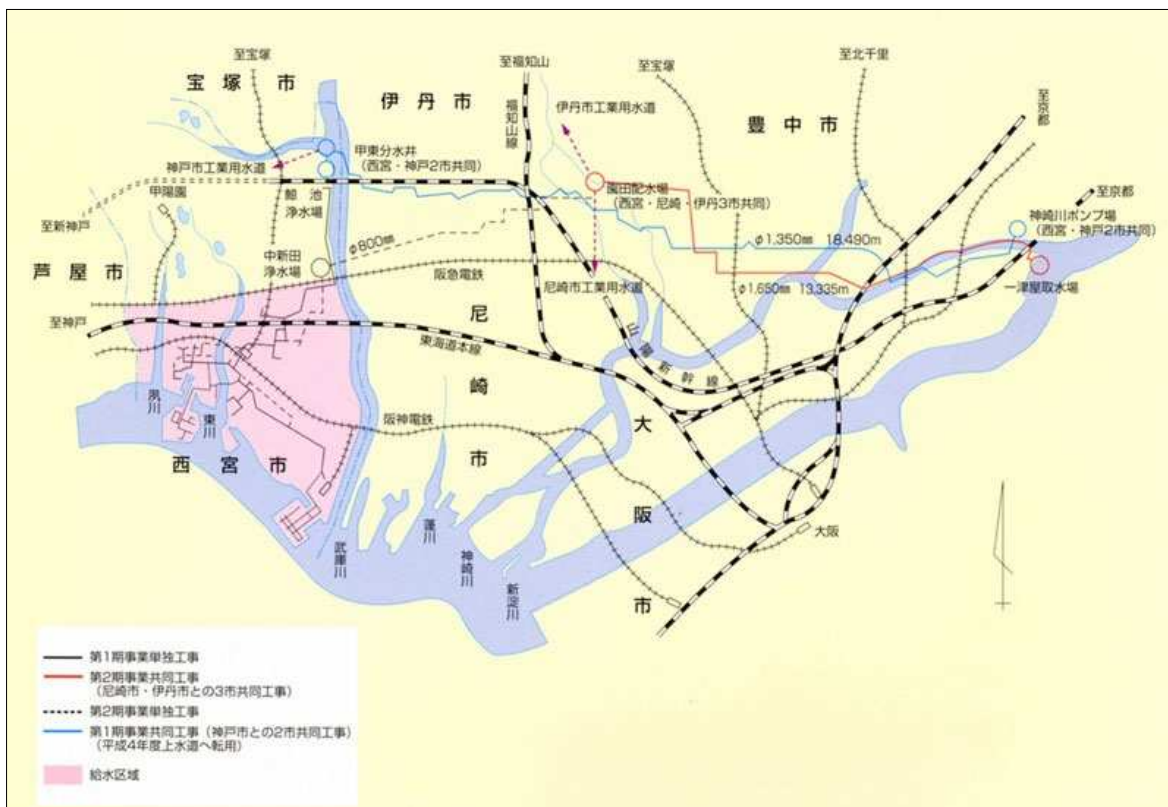 至宝塚
宝塚市
伊丹市
至福知山
福知山線
至宝塚
伊丹市工業用水道
豊中市
至北千里
至京都
至京都
甲東分水井
(西宮・神戸2市共同)
神戸市工業用水道
甲陽園
至新神戸
鯨池
浄水場
園田配水場
(西宮・尼崎・伊丹3市共同)
神崎川ポンプ場
(西宮・神戸2市共同)
φ1,350㎜ 18,490m
φ800㎜
中新田
浄水場
芦屋市
阪急電鉄
尼崎市工業用水道
φ1,650㎜ 13,335m
一津屋取水場
至神戸
東海道本線
山陽新幹線
尼崎市
大阪市
夙川
東川
阪神電鉄
西宮市
武庫川
蓬川
神崎川
新淀川
大阪
第1期事業単独工事
第2期事業共同工事
(尼崎市・伊丹市との3市共同工事)
第2期事業単独工事
第1期事業共同工事(神戸市との2市共同工事)
(平成4年度上水道へ転用)
給水区域